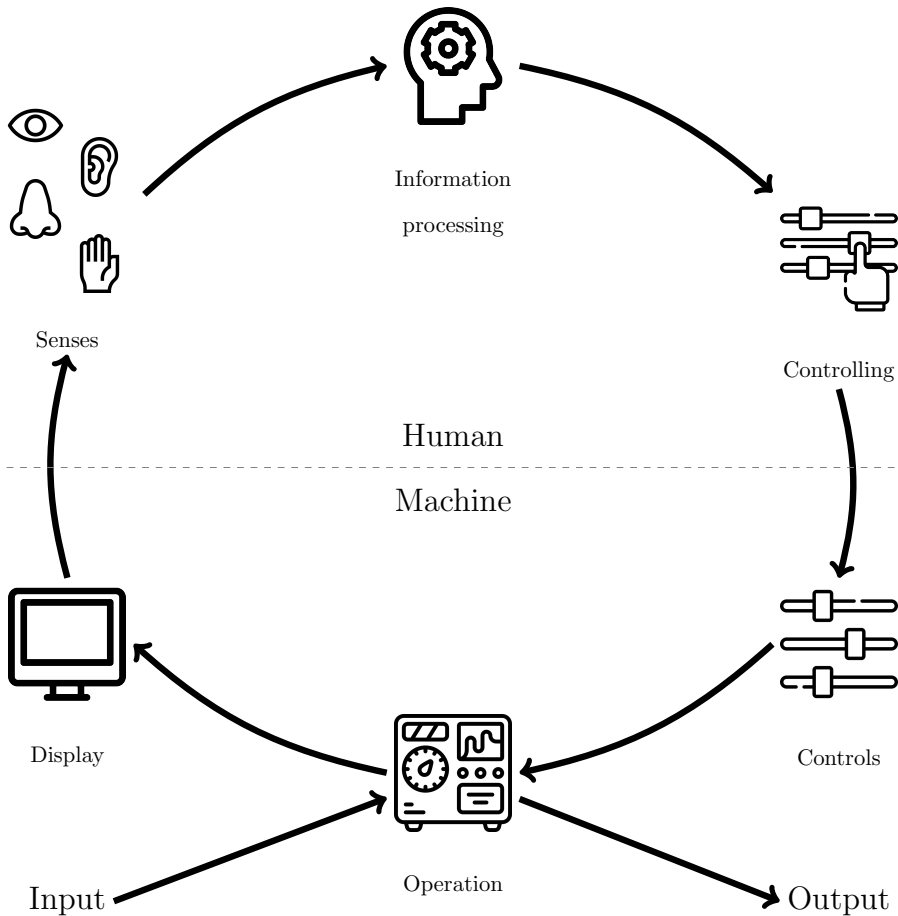 Information
processing
Senses
Controlling
Human
Machine
Display
Controls
Operation
Input
Output